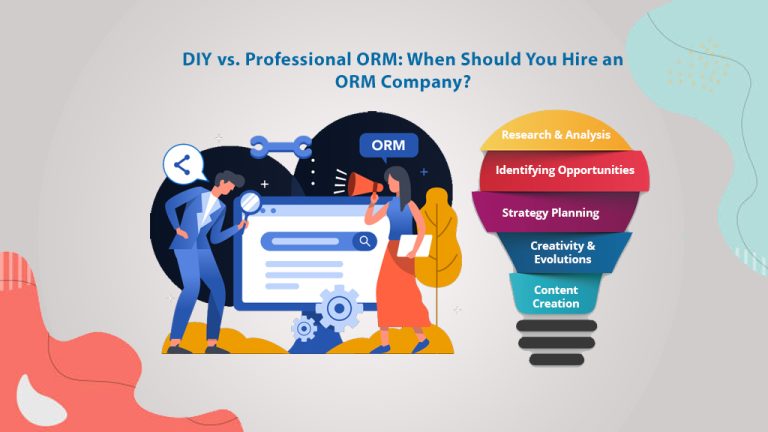 DIY vs. Professional ORM: When Should You Hire an
ORM Company?
ORM
Research & Analysis
Identifying Opportunities
Strategy Planning
Creativity &
Evolutions
Content
Creation